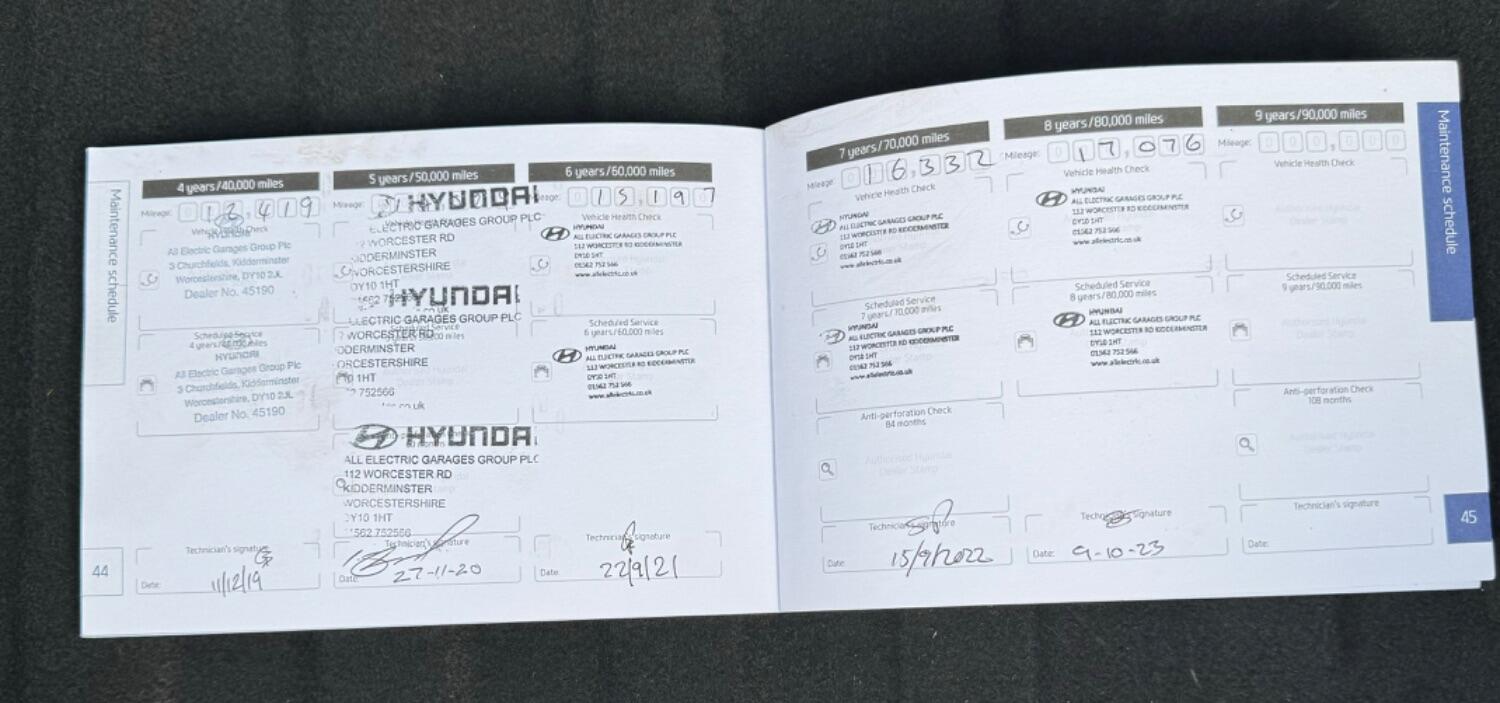 Maintenance schedule
44
4 years/40,000 miles
Mileage: 012,419
Vehicle Health Check
HYUNDAI
All Electric Garages Group Plc
3 Churchfields, Kidderminster
Worcestershire, DY10 2JL
Dealer No. 45190
Scheduled Service
4 years/40,000 miles
HYUNDAI
All Electric Garages Group Plc
3 Churchfields, Kidderminster
Worcestershire, DY10 2JL
Dealer No. 45190
Technician's signature
Date: 11/12/19
5 years/50,000 miles
Mileage:
HYUNDAI
ELECTRIC GARAGES GROUP PLC
WORCESTER RD
KIDDERMINSTER
WORCESTERSHIRE
DY10 1HT
HYUNDAI
ELECTRIC GARAGES GROUP PLC
WORCESTER RD
DDERMINSTER
ORCESTERSHIRE
0 1HT
752566
HYUNDAI
ALL ELECTRIC GARAGES GROUP PLC
112 WORCESTER RD
KIDDERMINSTER
WORCESTERSHIRE
DY10 1HT
01562 752566
Technician's signature
Date: 27-11-20
6 years/60,000 miles
Mileage: 015,197
Vehicle Health Check
HYUNDAI
ALL ELECTRIC GARAGES GROUP PLC
112 WORCESTER RD KIDDERMINSTER
DY10 1HT
01562 752 566
www.allelectric.co.uk
Scheduled Service
6 years/60,000 miles
HYUNDAI
ALL ELECTRIC GARAGES GROUP PLC
112 WORCESTER RD KIDDERMINSTER
DY10 1HT
01562 752 566
www.allelectric.co.uk
Technician's signature
Date: 22/9/21
7 years/70,000 miles
Mileage: 016,332
Vehicle Health Check
HYUNDAI
ALL ELECTRIC GARAGES GROUP PLC
112 WORCESTER RD KIDDERMINSTER
DY10 1HT
01562 752 566
www.allelectric.co.uk
Scheduled Service
7 years/70,000 miles
HYUNDAI
ALL ELECTRIC GARAGES GROUP PLC
112 WORCESTER RD KIDDERMINSTER
DY10 1HT
01562 752 566
www.allelectric.co.uk
Anti-perforation Check
84 months
Authorised Hyundai
Dealer Stamp
Technician's signature
Date: 15/9/2022
8 years/80,000 miles
Mileage: 017,076
Vehicle Health Check
HYUNDAI
ALL ELECTRIC GARAGES GROUP PLC
112 WORCESTER RD KIDDERMINSTER
DY10 1HT
01562 752 566
www.allelectric.co.uk
Scheduled Service
8 years/80,000 miles
HYUNDAI
ALL ELECTRIC GARAGES GROUP PLC
112 WORCESTER RD KIDDERMINSTER
DY10 1HT
01562 752 566
www.allelectric.co.uk
Technician's signature
Date: 9-10-23
9 years/90,000 miles
Mileage: 000,000
Vehicle Health Check
Authorised Hyundai
Dealer Stamp
Scheduled Service
9 years/90,000 miles
Authorised Hyundai
Dealer Stamp
Anti-perforation Check
108 months
Authorised Hyundai
Dealer Stamp
Technician's signature
Date:
Maintenance schedule
45